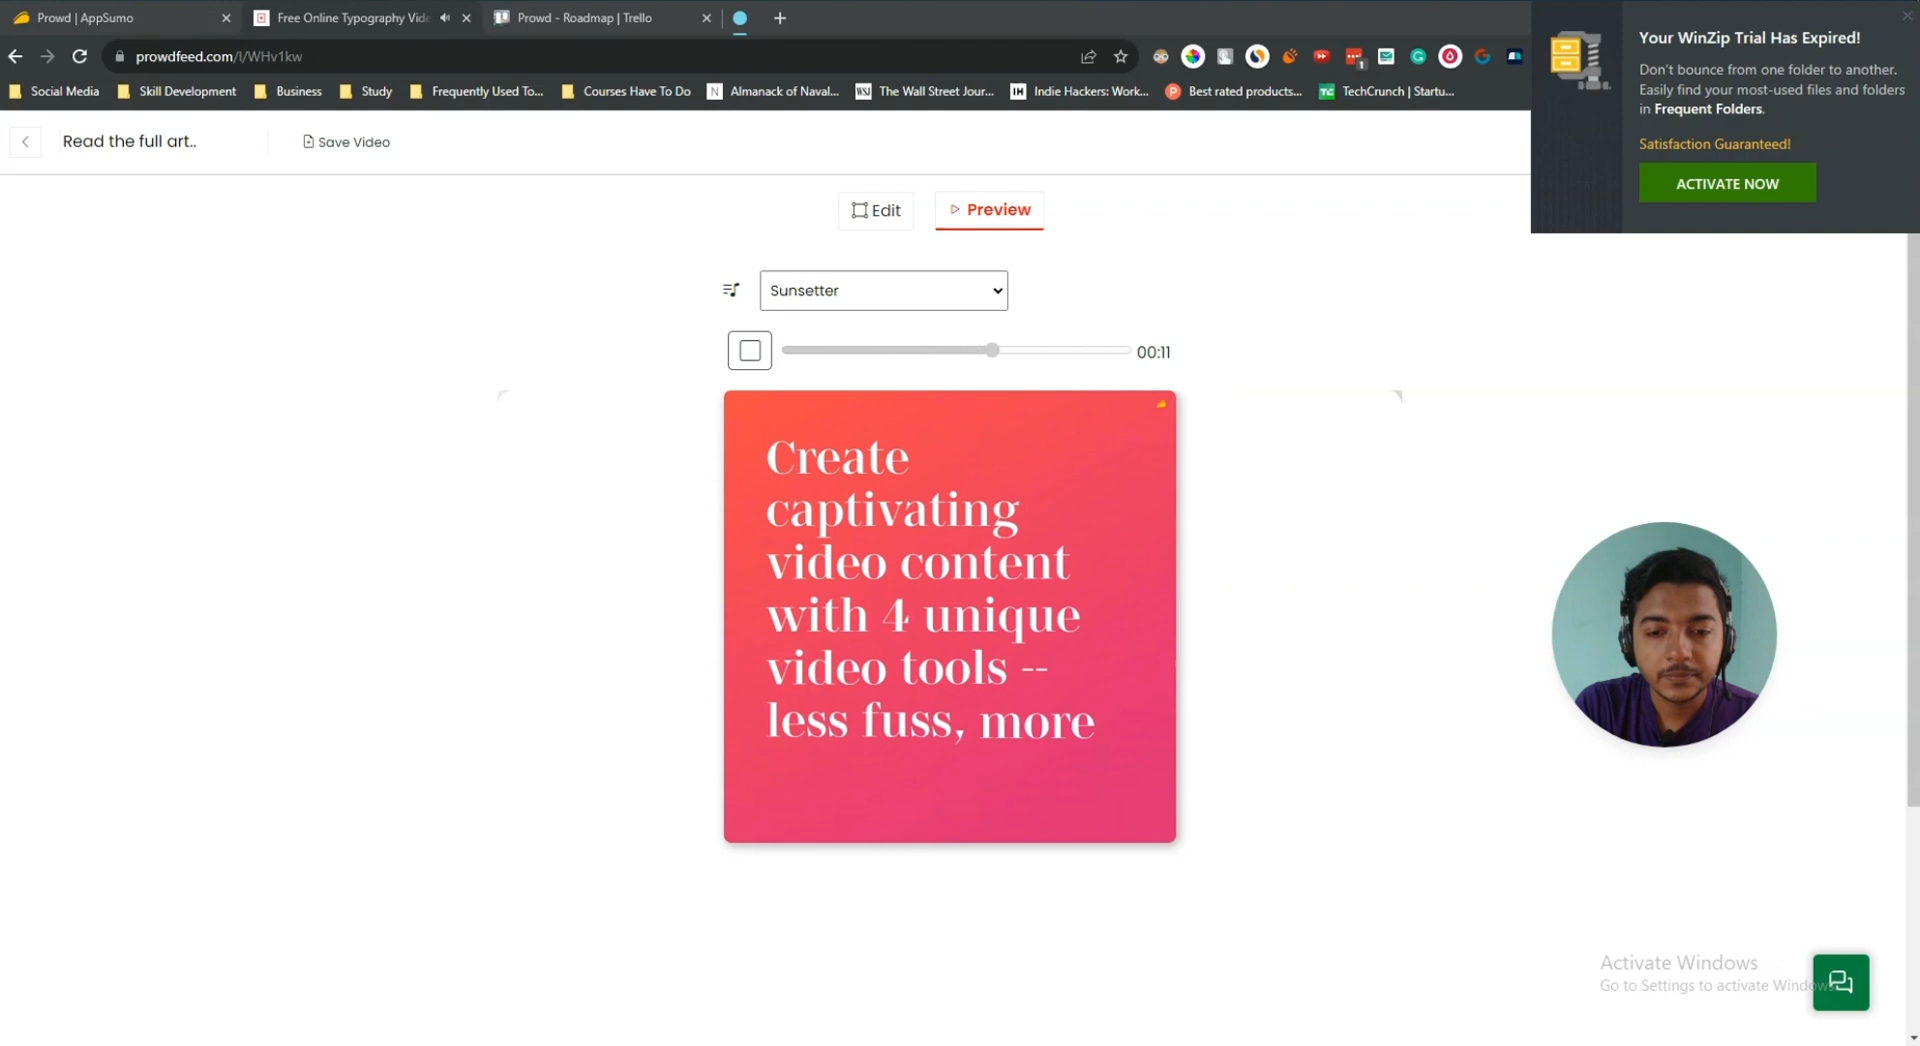 Prowd | AppSumo
Free Online Typography Vide
Prowd - Roadmap | Trello
prowdfeed.com/l/WHv1kw
1
Social Media
Skill Development
Business
Study
Frequently Used To...
Courses Have To Do
N Almanack of Naval...
WSJ The Wall Street Jour...
IH Indie Hackers: Work...
P Best rated products...
TC TechCrunch | Startu...
Your WinZip Trial Has Expired!
Don't bounce from one folder to another.
Easily find your most-used files and folders
in Frequent Folders.
Satisfaction Guaranteed!
ACTIVATE NOW
Read the full art..
Save Video
Edit
Preview
Sunsetter
00:11
Create
captivating
video content
with 4 unique
video tools --
less fuss, more
Activate Windows
Go to Settings to activate Windows